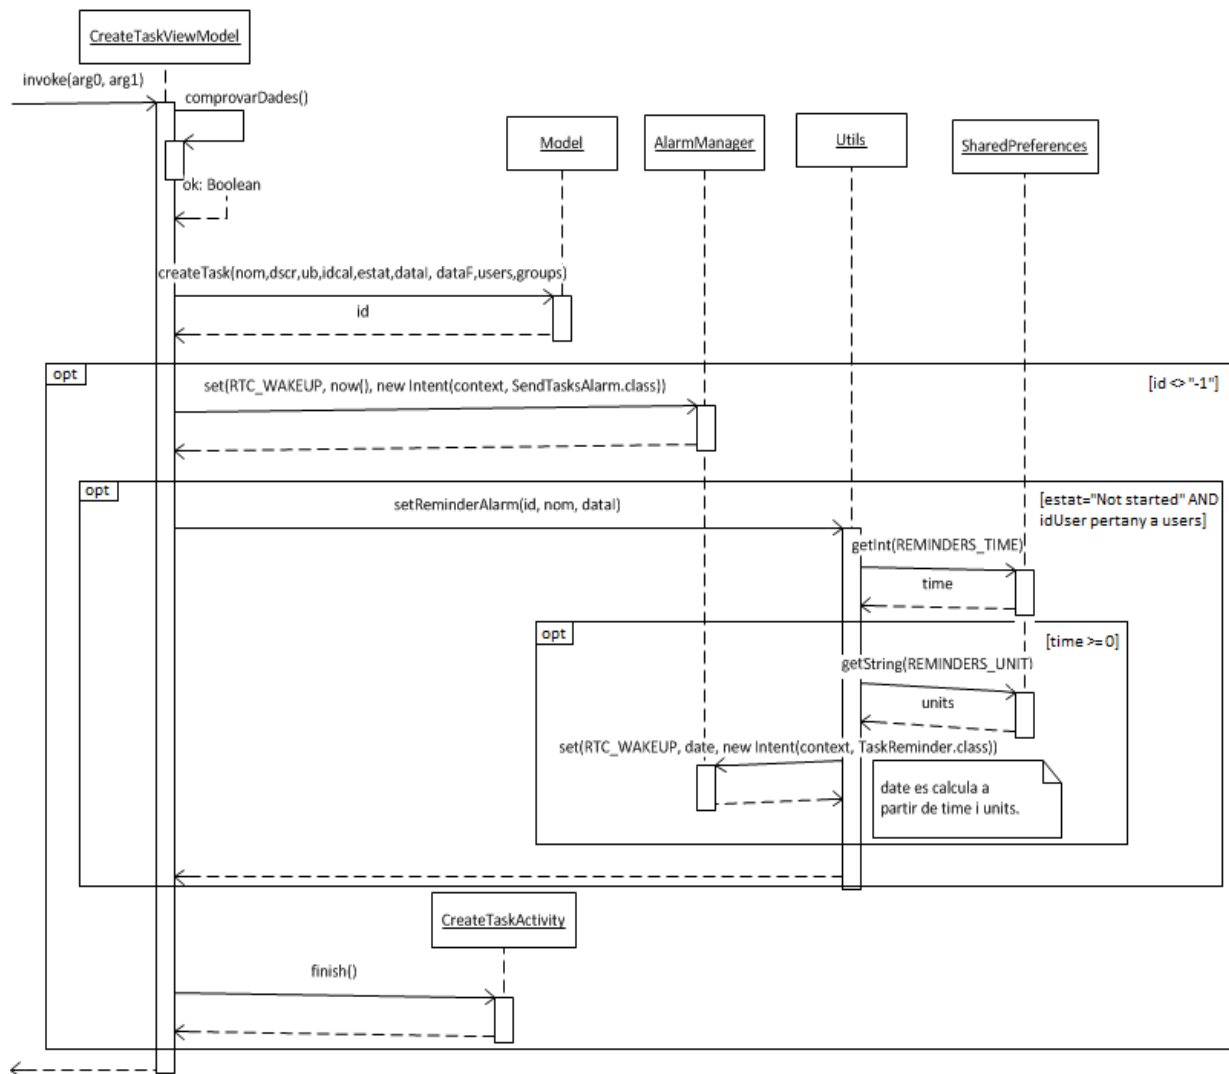 CreateTaskViewModel
invoke(arg0, arg1)
comprovarDades()
Model
AlarmManager
Utils
SharedPreferences
ok: Boolean
createTask(nom,dscr,ub,idcal,estat,dataI, dataF,users,groups)
id
opt
[id <> "-1"]
set(RTC_WAKEUP, now(), new Intent(context, SendTasksAlarm.class))
opt
[estat="Not started" AND
idUser pertany a users]
setReminderAlarm(id, nom, dataI)
getInt(REMINDERS_TIME)
time
opt
[time >= 0]
getString(REMINDERS_UNIT)
units
set(RTC_WAKEUP, date, new Intent(context, TaskReminder.class))
date es calcula a
partir de time i units.
CreateTaskActivity
finish()